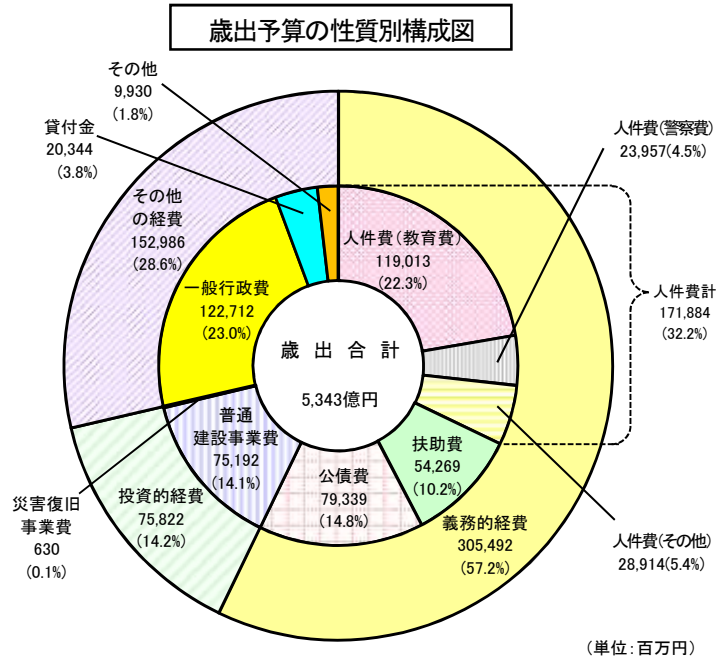 歳出予算の性質別構成図
その他
9,930
(1.8%)
貸付金
20,344
(3.8%)
その他
の経費
152,986
(28.6%)
人件費(警察費)
23,957(4.5%)
人件費(教育費)
119,013
(22.3%)
人件費計
171,884
(32.2%)
一般行政費
122,712
(23.0%)
歳出合計
5,343億円
普通
建設事業費
75,192
(14.1%)
扶助費
54,269
(10.2%)
公債費
79,339
(14.8%)
災害復旧
事業費
630
(0.1%)
投資的経費
75,822
(14.2%)
義務的経費
305,492
(57.2%)
人件費(その他)
28,914(5.4%)
(単位:百万円)